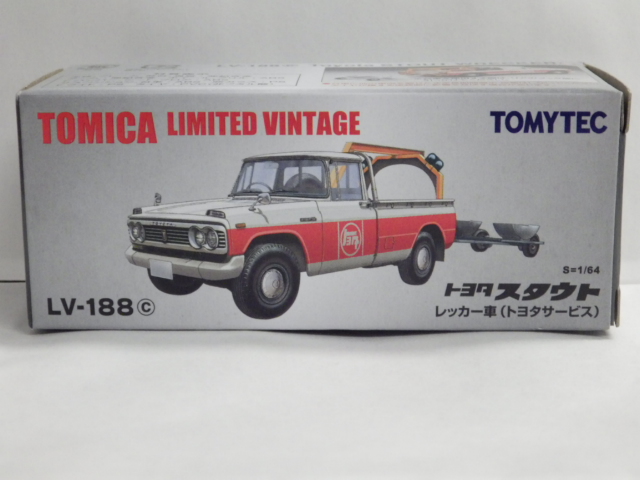 TOMICA LIMITED VINTAGE
TOMYTEC
S=1/64
トヨタ スタウト
レッカー車(トヨタサービス)
LV-188ⓒ